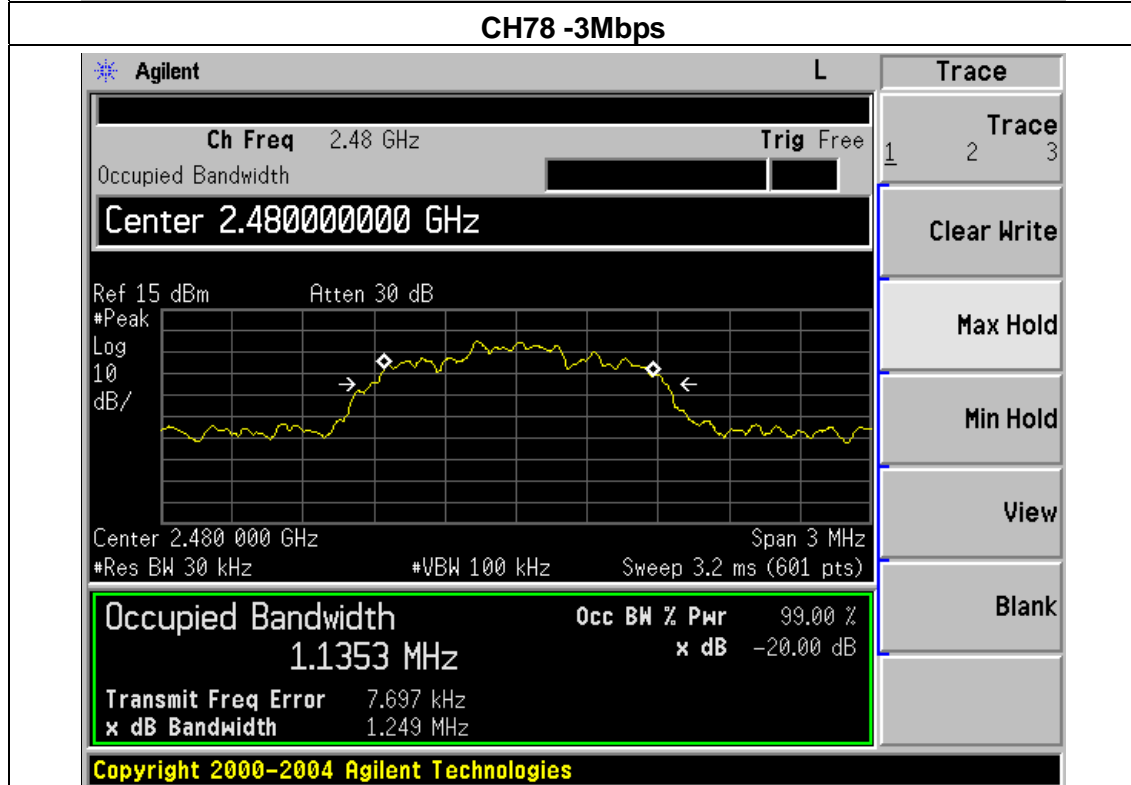 CH78 -3Mbps
Agilent L Trace
Ch Freq 2.48 GHz Trig Free
Occupied Bandwidth
Trace
1 2 3
Center 2.480000000 GHz
Clear Write
Ref 15 dBm Atten 30 dB
#Peak
Log
10
dB/
Max Hold
Min Hold
View
Center 2.480 000 GHz Span 3 MHz
#Res BW 30 kHz #VBW 100 kHz Sweep 3.2 ms (601 pts)
Occupied Bandwidth Occ BW % Pwr 99.00 %
1.1353 MHz x dB -20.00 dB
Blank
Transmit Freq Error 7.697 kHz
x dB Bandwidth 1.249 MHz
Copyright 2000-2004 Agilent Technologies